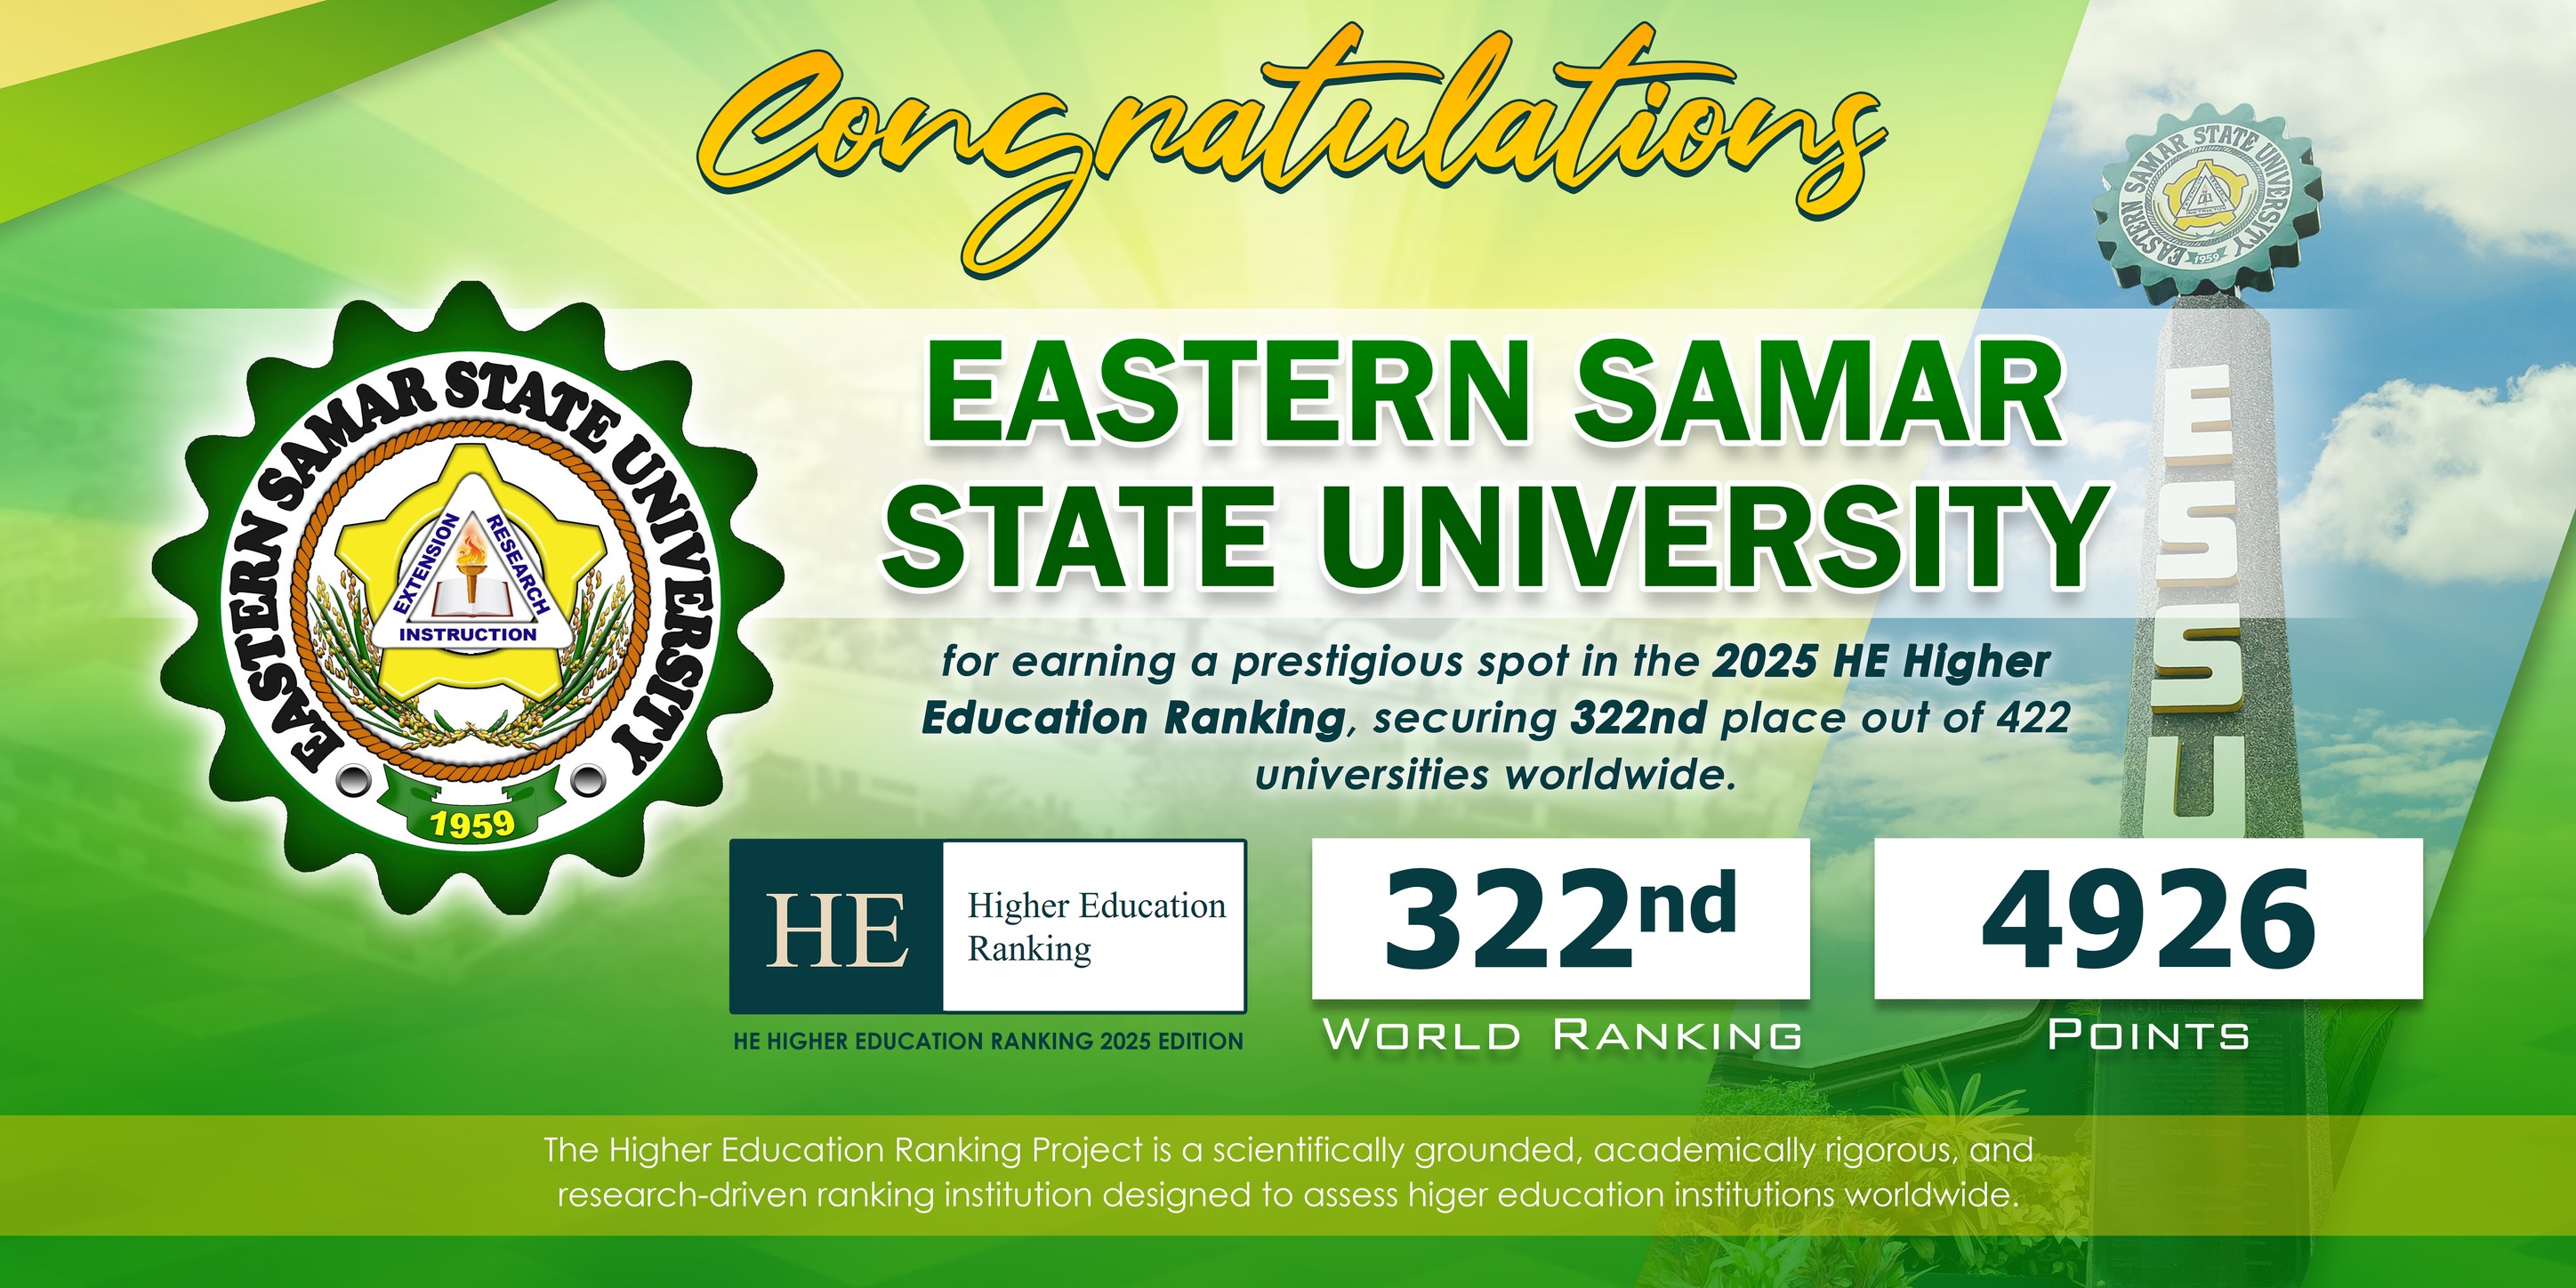 Congratulations
EASTERN SAMAR STATE UNIVERSITY
1959
EASTERN SAMAR
STATE UNIVERSITY
EASTERN SAMAR STATE UNIVERSITY
EXTENSION
RESEARCH
INSTRUCTION
1959
E
S
S
U
for earning a prestigious spot in the 2025 HE Higher
Education Ranking, securing 322nd place out of 422
universities worldwide.
HE
Higher Education
Ranking
HE HIGHER EDUCATION RANKING 2025 EDITION
322nd
WORLD RANKING
4926
POINTS
The Higher Education Ranking Project is a scientifically grounded, academically rigorous, and
research-driven ranking institution designed to assess higer education institutions worldwide.